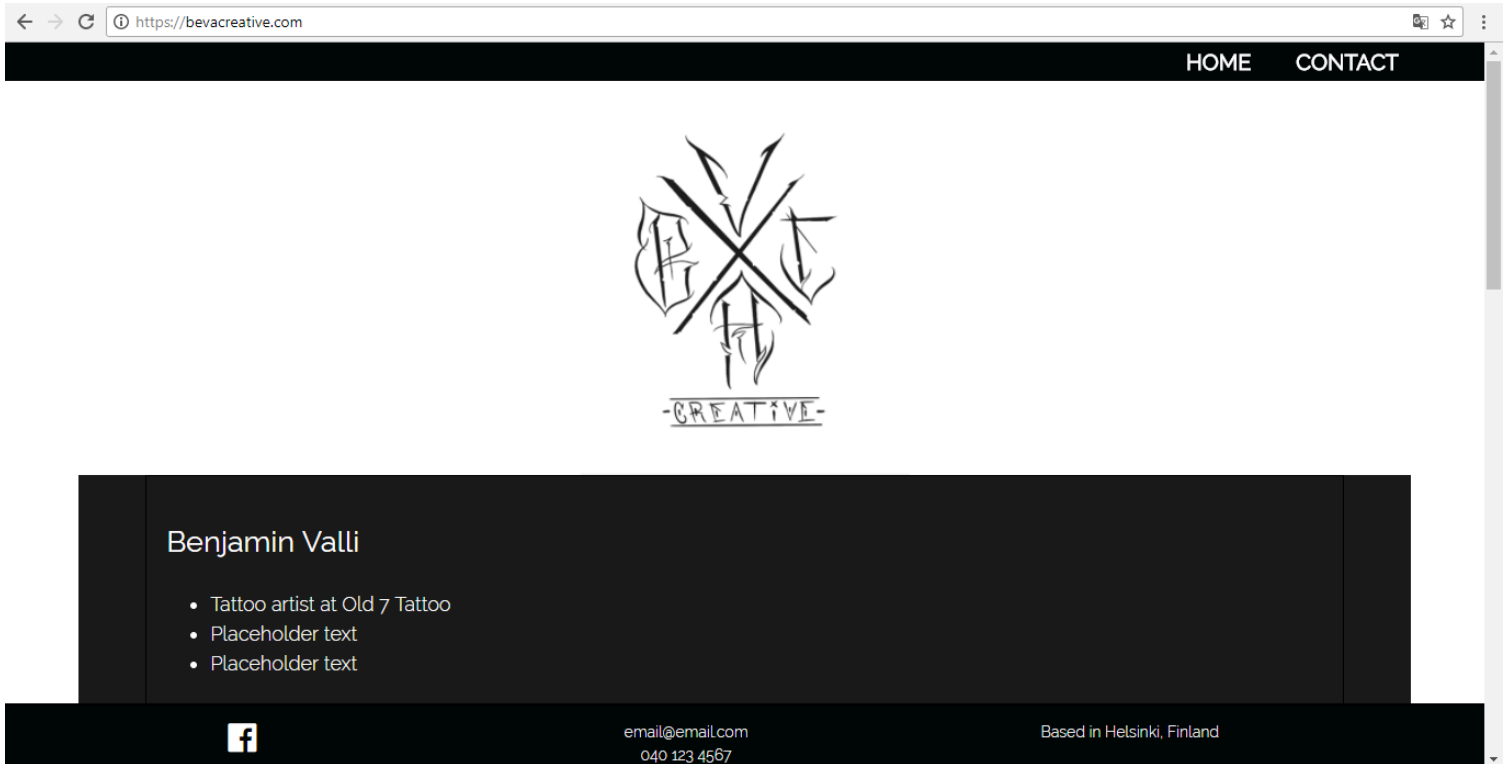 https://bevacreative.com
HOME CONTACT
B V C
A
-CREATiVE-
Benjamin Valli
• Tattoo artist at Old 7 Tattoo
• Placeholder text
• Placeholder text
email@email.com
040 123 4567
Based in Helsinki, Finland